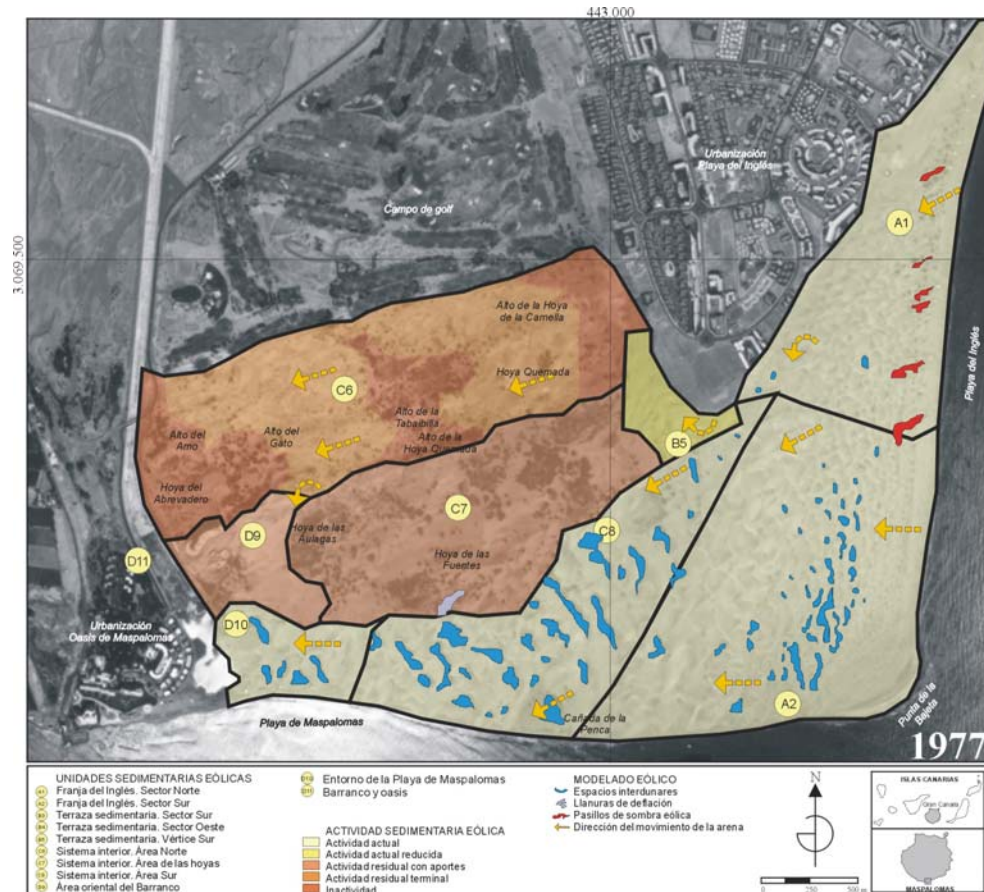 443 000
3.069.500
Urbanización
Playa del Inglés
Campo de golf
A1
Alto de la Hoya
de la Camella
Playa del Inglés
Hoya Quemada
C6
Alto de la
Tabaibilla
Alto del
Amo
Alto del
Gato
Alto de la
Hoya Quemada
B5
Hoya del
Abrevadero
C7
Hoya de las
Aulagas
D9
C8
Hoya de las
Fuentes
D11
Urbanización
Oasis de Maspalomas
D10
A2
Playa de Maspalomas
Cañada de la
Penca
Punta de la
Bajeta
1977
UNIDADES SEDIMENTARIAS EÓLICAS
A1 Franja del Inglés. Sector Norte
A2 Franja del Inglés. Sector Sur
Terraza sedimentaria. Sector Sur
Terraza sedimentaria. Sector Oeste
Terraza sedimentaria. Vértice Sur
Sistema interior. Área Norte
Sistema interior. Área de las hoyas
Sistema interior. Área Sur
Área oriental del Barranco
D10 Entorno de la Playa de Maspalomas
D11 Barranco y oasis
ACTIVIDAD SEDIMENTARIA EÓLICA
Actividad actual
Actividad actual reducida
Actividad residual con aportes
Actividad residual terminal
Inactividad
MODELADO EÓLICO
Espacios interdunares
Llanuras de deflación
Pasillos de sombra eólica
Dirección del movimiento de la arena
N
0 250 500 m
ISLAS CANARIAS
Gran Canaria
MASPALOMAS